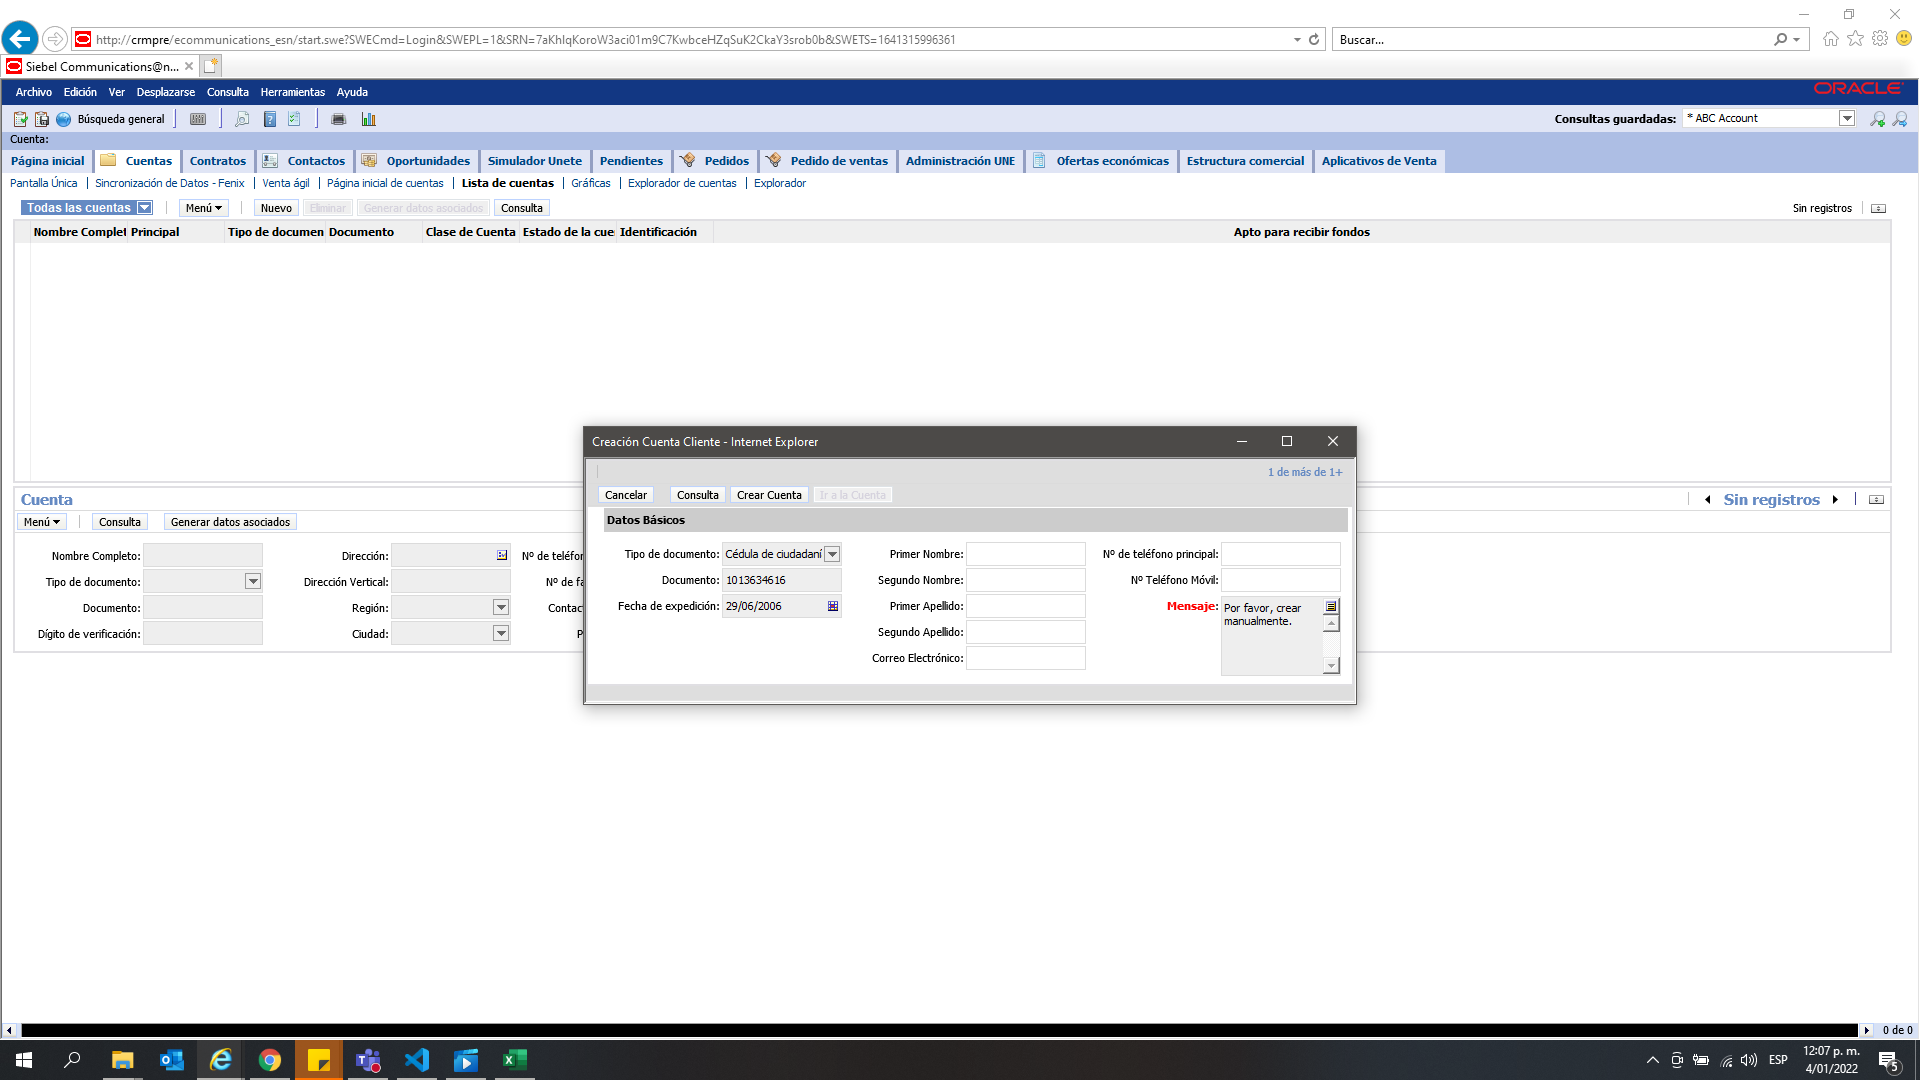 http://crmpre/ecommunications_esn/start.swe?SWECmd=Login&SWEPL=1&SRN=7aKhIqKoroW3aci01m9C7KwbceHZqSuK2CkaY3srob0b&SWETS=1641315996361
Buscar...
Siebel Communications@n...
Archivo Edición Ver Desplazarse Consulta Herramientas Ayuda
ORACLE
Búsqueda general
Consultas guardadas: * ABC Account
Cuenta:
Página inicial Cuentas Contratos Contactos Oportunidades Simulador Unete Pendientes Pedidos Pedido de ventas Administración UNE Ofertas económicas Estructura comercial Aplicativos de Venta
Pantalla Única Sincronización de Datos - Fenix Venta ágil Página inicial de cuentas Lista de cuentas Gráficas Explorador de cuentas Explorador
Todas las cuentas Menú Nuevo Eliminar Generar datos asociados Consulta Sin registros
Nombre Complet Principal Tipo de documen Documento Clase de Cuenta Estado de la cue Identificación Apto para recibir fondos
Creación Cuenta Cliente - Internet Explorer
1 de más de 1+
Cancelar Consulta Crear Cuenta Ir a la Cuenta
Datos Básicos
Tipo de documento: Cédula de ciudadaní
Documento: 1013634616
Fecha de expedición: 29/06/2006
Primer Nombre:
Segundo Nombre:
Primer Apellido:
Segundo Apellido:
Correo Electrónico:
Nº de teléfono principal:
Nº Teléfono Móvil:
Mensaje: Por favor, crear
manualmente.
Cuenta
Sin registros
Menú Consulta Generar datos asociados
Nombre Completo:
Tipo de documento:
Documento:
Dígito de verificación:
Dirección:
Dirección Vertical:
Región:
Ciudad:
Nº de teléfor
Nº de fa
Contac
P
0 de 0
ESP
12:07 p. m.
4/01/2022
5